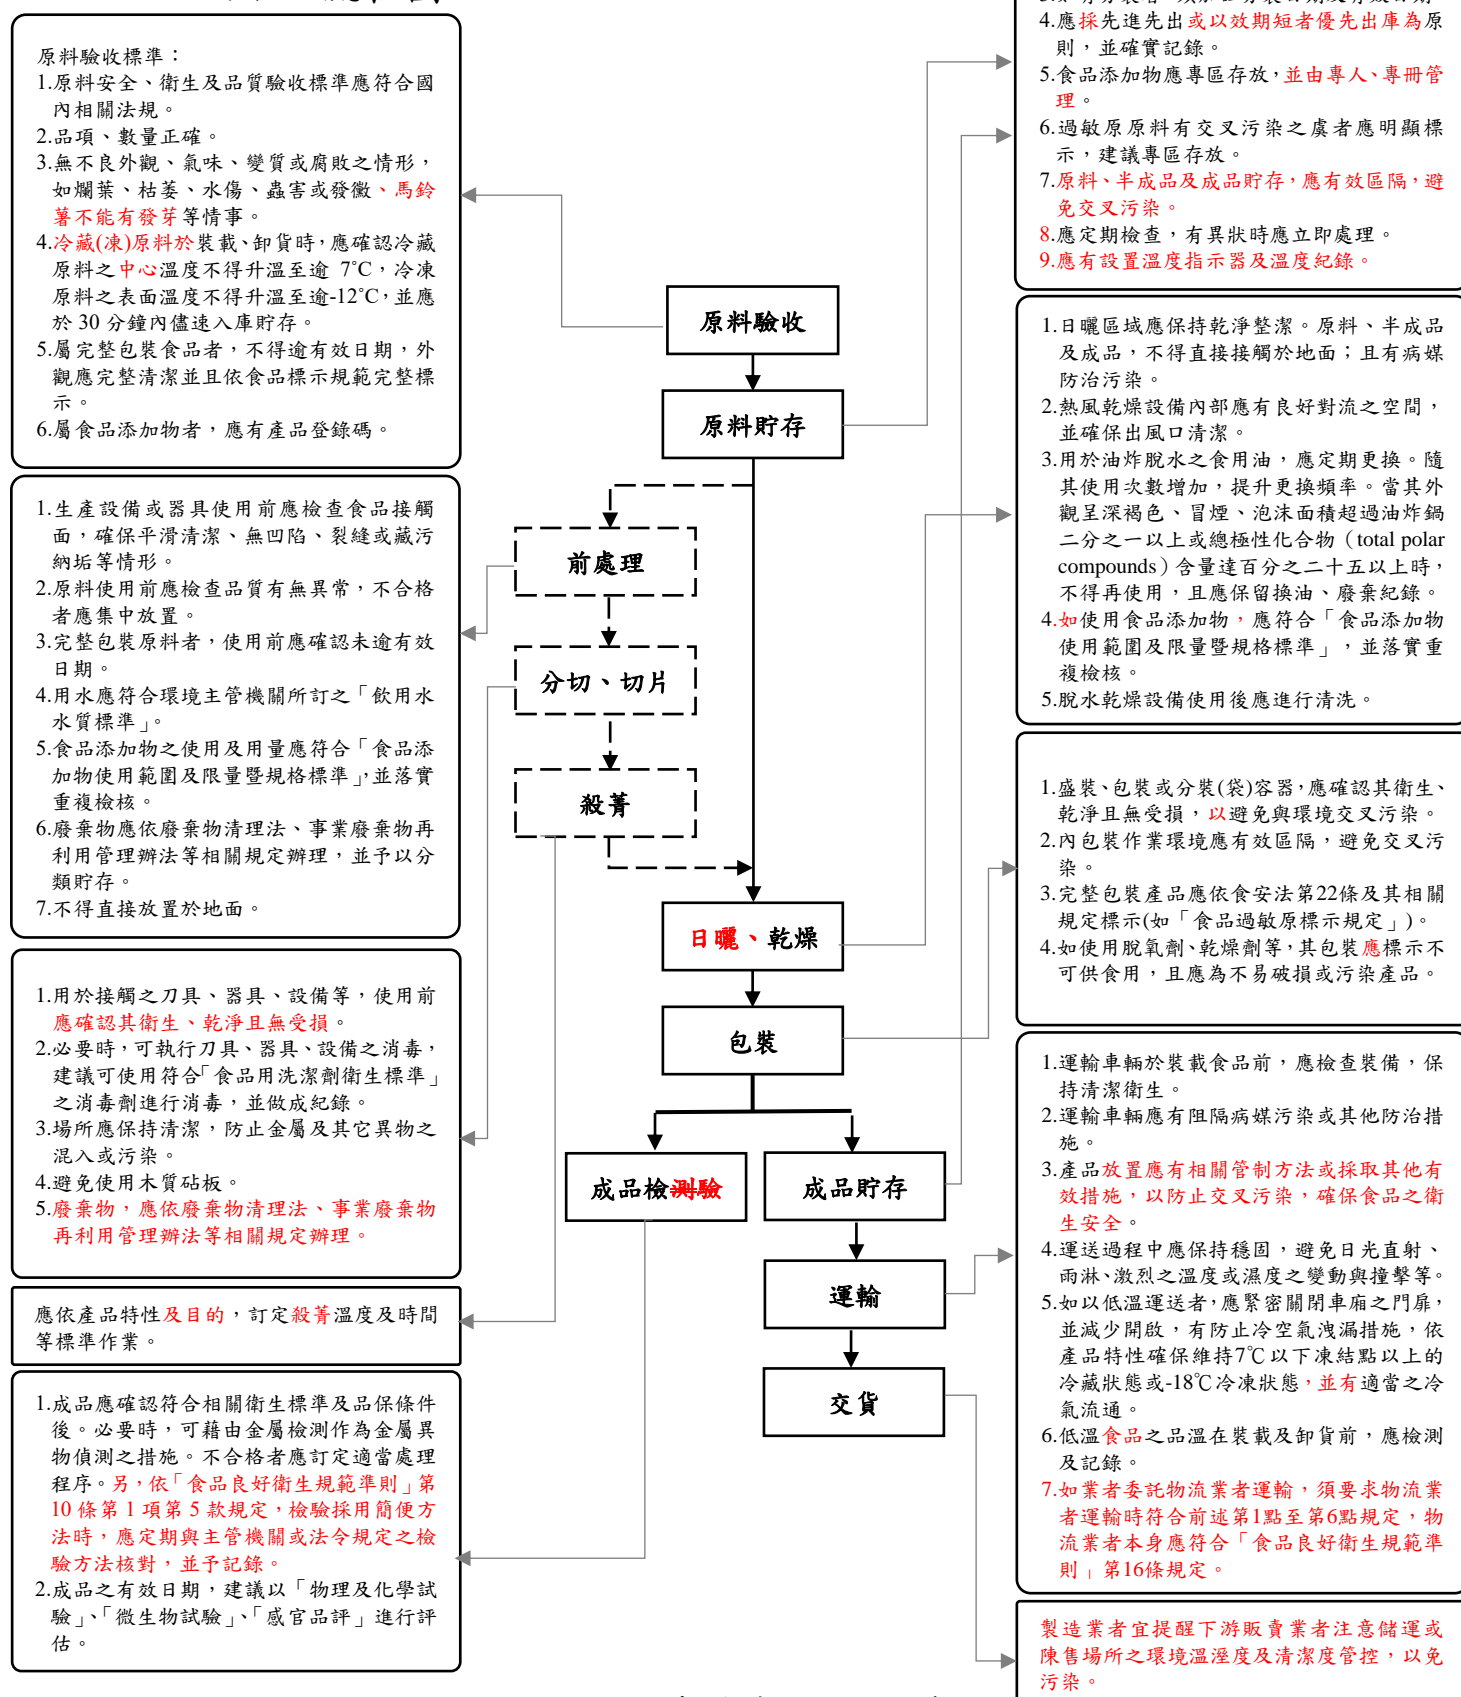 原料驗收標準：
1.原料安全、衛生及品質驗收標準應符合國
內相關法規。
2.品項、數量正確。
3.無不良外觀、氣味、變質或腐敗之情形，
如爛葉、枯萎、水傷、蟲害或發黴、馬鈴
薯不能有發芽等情事。
4.冷藏(凍)原料於裝載、卸貨時，應確認冷藏
原料之中心溫度不得升溫至逾 7°C，冷凍
原料之表面溫度不得升溫至逾-12°C，並應
於 30 分鐘內儘速入庫貯存。
5.屬完整包裝食品者，不得逾有效日期，外
觀應完整清潔並且依食品標示規範完整標
示。
6.屬食品添加物者，應有產品登錄碼。
1.生產設備或器具使用前應檢查食品接觸
面，確保平滑清潔、無凹陷、裂縫或藏污
納垢等情形。
2.原料使用前應檢查品質有無異常，不合格
者應集中放置。
3.完整包裝原料者，使用前應確認未逾有效
日期。
4.用水應符合環境主管機關所訂之「飲用水
水質標準」。
5.食品添加物之使用及用量應符合「食品添
加物使用範圍及限量暨規格標準」，並落實
重複檢核。
6.廢棄物應依廢棄物清理法、事業廢棄物再
利用管理辦法等相關規定辦理，並予以分
類貯存。
7.不得直接放置於地面。
1.用於接觸之刀具、器具、設備等，使用前
應確認其衛生、乾淨且無受損。
2.必要時，可執行刀具、器具、設備之消毒，
建議可使用符合「食品用洗潔劑衛生標準」
之消毒劑進行消毒，並做成紀錄。
3.場所應保持清潔，防止金屬及其它異物之
混入或污染。
4.避免使用木質砧板。
5.廢棄物，應依廢棄物清理法、事業廢棄物
再利用管理辦法等相關規定辦理。
應依產品特性及目的，訂定殺菁溫度及時間
等標準作業。
1.成品應確認符合相關衛生標準及品保條件
後。必要時，可藉由金屬檢測作為金屬異
物偵測之措施。不合格者應訂定適當處理
程序。另，依「食品良好衛生規範準則」第
10 條第 1 項第 5 款規定，檢驗採用簡便方
法時，應定期與主管機關或法令規定之檢
驗方法核對，並予記錄。
2.成品之有效日期，建議以「物理及化學試
驗」、「微生物試驗」、「感官品評」進行評
估。
原料驗收
原料貯存
前處理
分切、切片
殺菁
日曬、乾燥
包裝
成品檢測驗
成品貯存
運輸
交貨
4.應採先進先出或以效期短者優先出庫為原
則，並確實記錄。
5.食品添加物應專區存放，並由專人、專冊管
理。
6.過敏原原料有交叉污染之虞者應明顯標
示，建議專區存放。
7.原料、半成品及成品貯存，應有效區隔，避
免交叉污染。
8.應定期檢查，有異狀時應立即處理。
9.應有設置溫度指示器及溫度紀錄。
1.日曬區域應保持乾淨整潔。原料、半成品
及成品，不得直接接觸於地面；且有病媒
防治污染。
2.熱風乾燥設備內部應有良好對流之空間，
並確保出風口清潔。
3.用於油炸脫水之食用油，應定期更換。隨
其使用次數增加，提升更換頻率。當其外
觀呈深褐色、冒煙、泡沫面積超過油炸鍋
二分之一以上或總極性化合物（total polar
compounds）含量達百分之二十五以上時，
不得再使用，且應保留換油、廢棄紀錄。
4.如使用食品添加物，應符合「食品添加物
使用範圍及限量暨規格標準」，並落實重
複檢核。
5.脫水乾燥設備使用後應進行清洗。
1.盛裝、包裝或分裝(袋)容器，應確認其衛生、
乾淨且無受損，以避免與環境交叉污染。
2.內包裝作業環境應有效區隔，避免交叉污
染。
3.完整包裝產品應依食安法第22條及其相關
規定標示(如「食品過敏原標示規定」)。
4.如使用脫氧劑、乾燥劑等，其包裝應標示不
可供食用，且應為不易破損或污染產品。
1.運輸車輛於裝載食品前，應檢查裝備，保
持清潔衛生。
2.運輸車輛應有阻隔病媒污染或其他防治措
施。
3.產品放置應有相關管制方法或採取其他有
效措施，以防止交叉污染，確保食品之衛
生安全。
4.運送過程中應保持穩固，避免日光直射、
雨淋、激烈之溫度或濕度之變動與撞擊等。
5.如以低溫運送者，應緊密關閉車廂之門扉，
並減少開啟，有防止冷空氣洩漏措施，依
產品特性確保維持7℃以下凍結點以上的
冷藏狀態或-18℃冷凍狀態，並有適當之冷
氣流通。
6.低溫食品之品溫在裝載及卸貨前，應檢測
及記錄。
7.如業者委託物流業者運輸，須要求物流業
者運輸時符合前述第1點至第6點規定，物
流業者本身應符合「食品良好衛生規範準
則」第16條規定。
製造業者宜提醒下游販賣業者注意儲運或
陳售場所之環境溫溼度及清潔度管控，以免
污染。